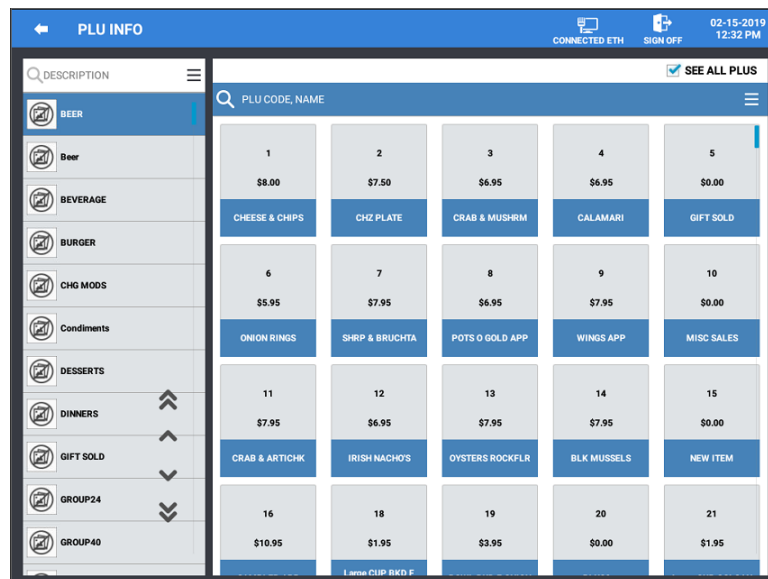 PLU INFO
CONNECTED ETH
SIGN OFF
02-15-2019
12:32 PM
DESCRIPTION
BEER
Beer
BEVERAGE
BURGER
CHG MODS
Condiments
DESSERTS
DINNERS
GIFT SOLD
GROUP24
GROUP40
SEE ALL PLUS
PLU CODE, NAME
1 2 3 4 5
$8.00 $7.50 $6.95 $6.95 $0.00
CHEESE & CHIPS CHZ PLATE CRAB & MUSHRM CALAMARI GIFT SOLD
6 7 8 9 10
$5.95 $7.95 $6.95 $7.95 $0.00
ONION RINGS SHRP & BRUCHTA POTS O GOLD APP WINGS APP MISC SALES
11 12 13 14 15
$7.95 $6.95 $7.95 $7.95 $0.00
CRAB & ARTICHK IRISH NACHO'S OYSTERS ROCKFLR BLK MUSSELS NEW ITEM
16 18 19 20 21
$10.95 $1.95 $3.95 $0.00 $1.95
Large CUP BKD F